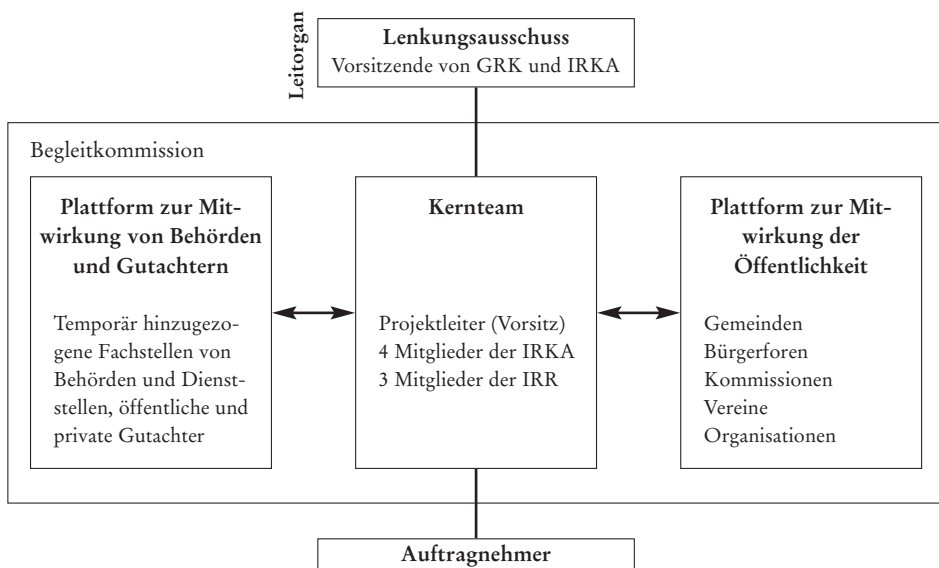 Leitorgan
Lenkungsausschuss
Vorsitzende von GRK und IRKA
Begleitkommission
Plattform zur Mit-
wirkung von Behörden
und Gutachtern
Temporär hinzugezo-
gene Fachstellen von
Behörden und Dienst-
stellen, öffentliche und
private Gutachter
Kernteam
Projektleiter (Vorsitz)
4 Mitglieder der IRKA
3 Mitglieder der IRR
Plattform zur Mit-
wirkung der
Öffentlichkeit
Gemeinden
Bürgerforen
Kommissionen
Vereine
Organisationen
Auftragnehmer